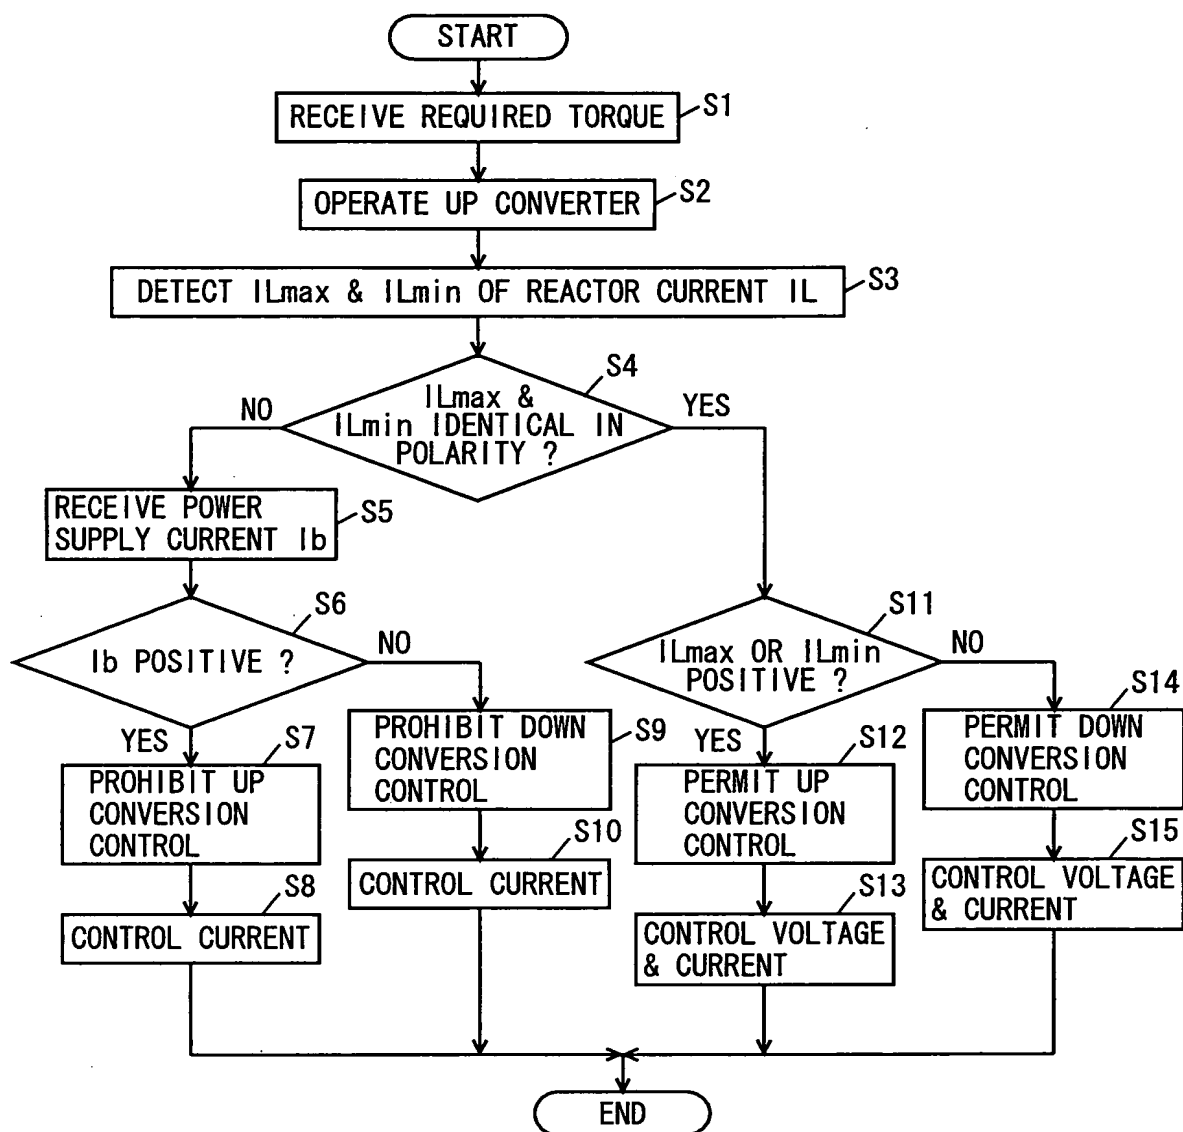 START
RECEIVE REQUIRED TORQUE
S1
OPERATE UP CONVERTER
S2
DETECT ILmax & ILmin OF REACTOR CURRENT IL
S3
S4
ILmax &
ILmin IDENTICAL IN
POLARITY ?
NO
YES
RECEIVE POWER
SUPPLY CURRENT Ib
S5
S6
Ib POSITIVE ?
NO
YES
S11
ILmax OR ILmin
POSITIVE ?
NO
YES
S7
PROHIBIT UP
CONVERSION
CONTROL
S9
PROHIBIT DOWN
CONVERSION
CONTROL
S12
PERMIT UP
CONVERSION
CONTROL
S14
PERMIT DOWN
CONVERSION
CONTROL
S8
CONTROL CURRENT
S10
CONTROL CURRENT
S13
CONTROL VOLTAGE
& CURRENT
S15
CONTROL VOLTAGE
& CURRENT
END